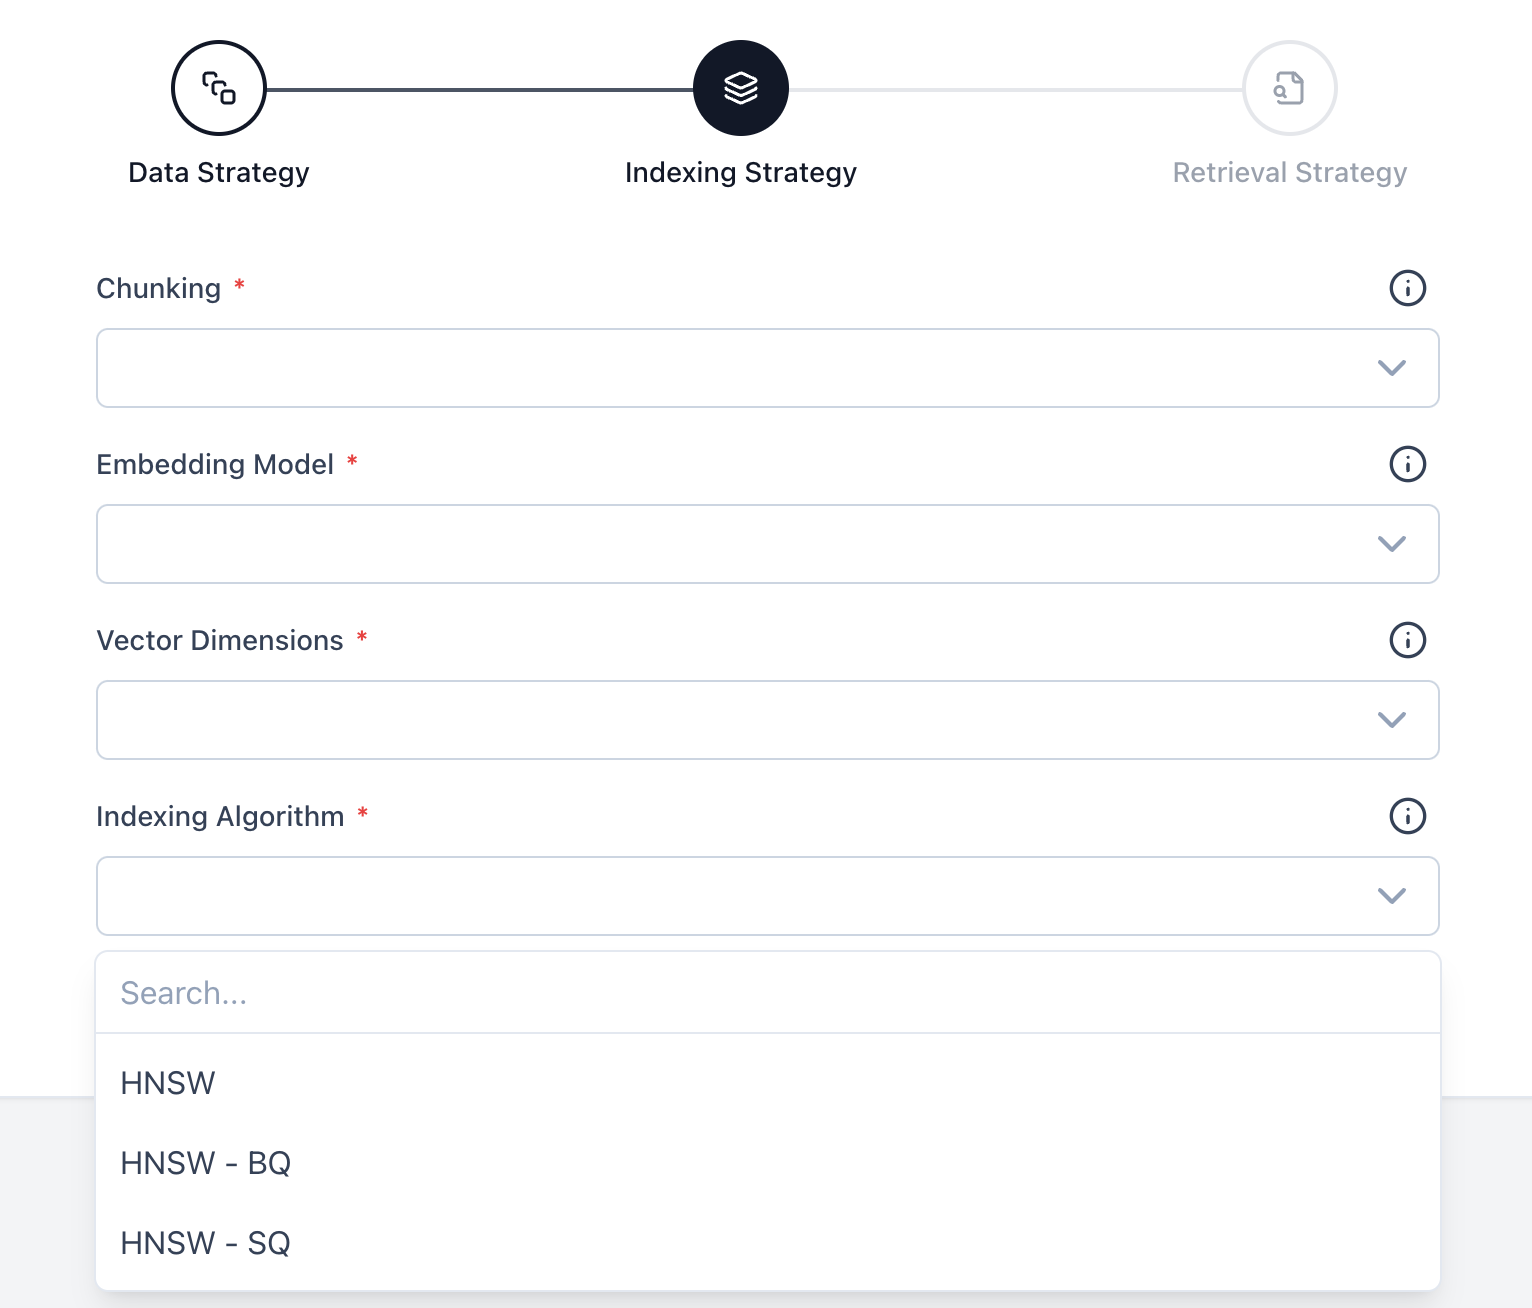 Data Strategy
Indexing Strategy
Retrieval Strategy
Chunking *
Embedding Model *
Vector Dimensions *
Indexing Algorithm *
Search...
HNSW
HNSW - BQ
HNSW - SQ